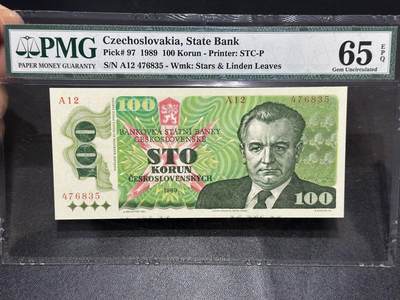 PMG
PAPER MONEY GUARANTY
Czechoslovakia, State Bank
Pick# 97 1989 100 Korun - Printer: STC-P
S/N A12 476835 - Wmk: Stars & Linden Leaves
65 EPQ
Gem Uncirculated
A12
100
A12 476835
BANKOVKA STÁTNÍ BANKY
ČESKOSLOVENSKÉ
100
STO
KORUN
ČESKOSLOVENSKÝCH
1989
476835
100